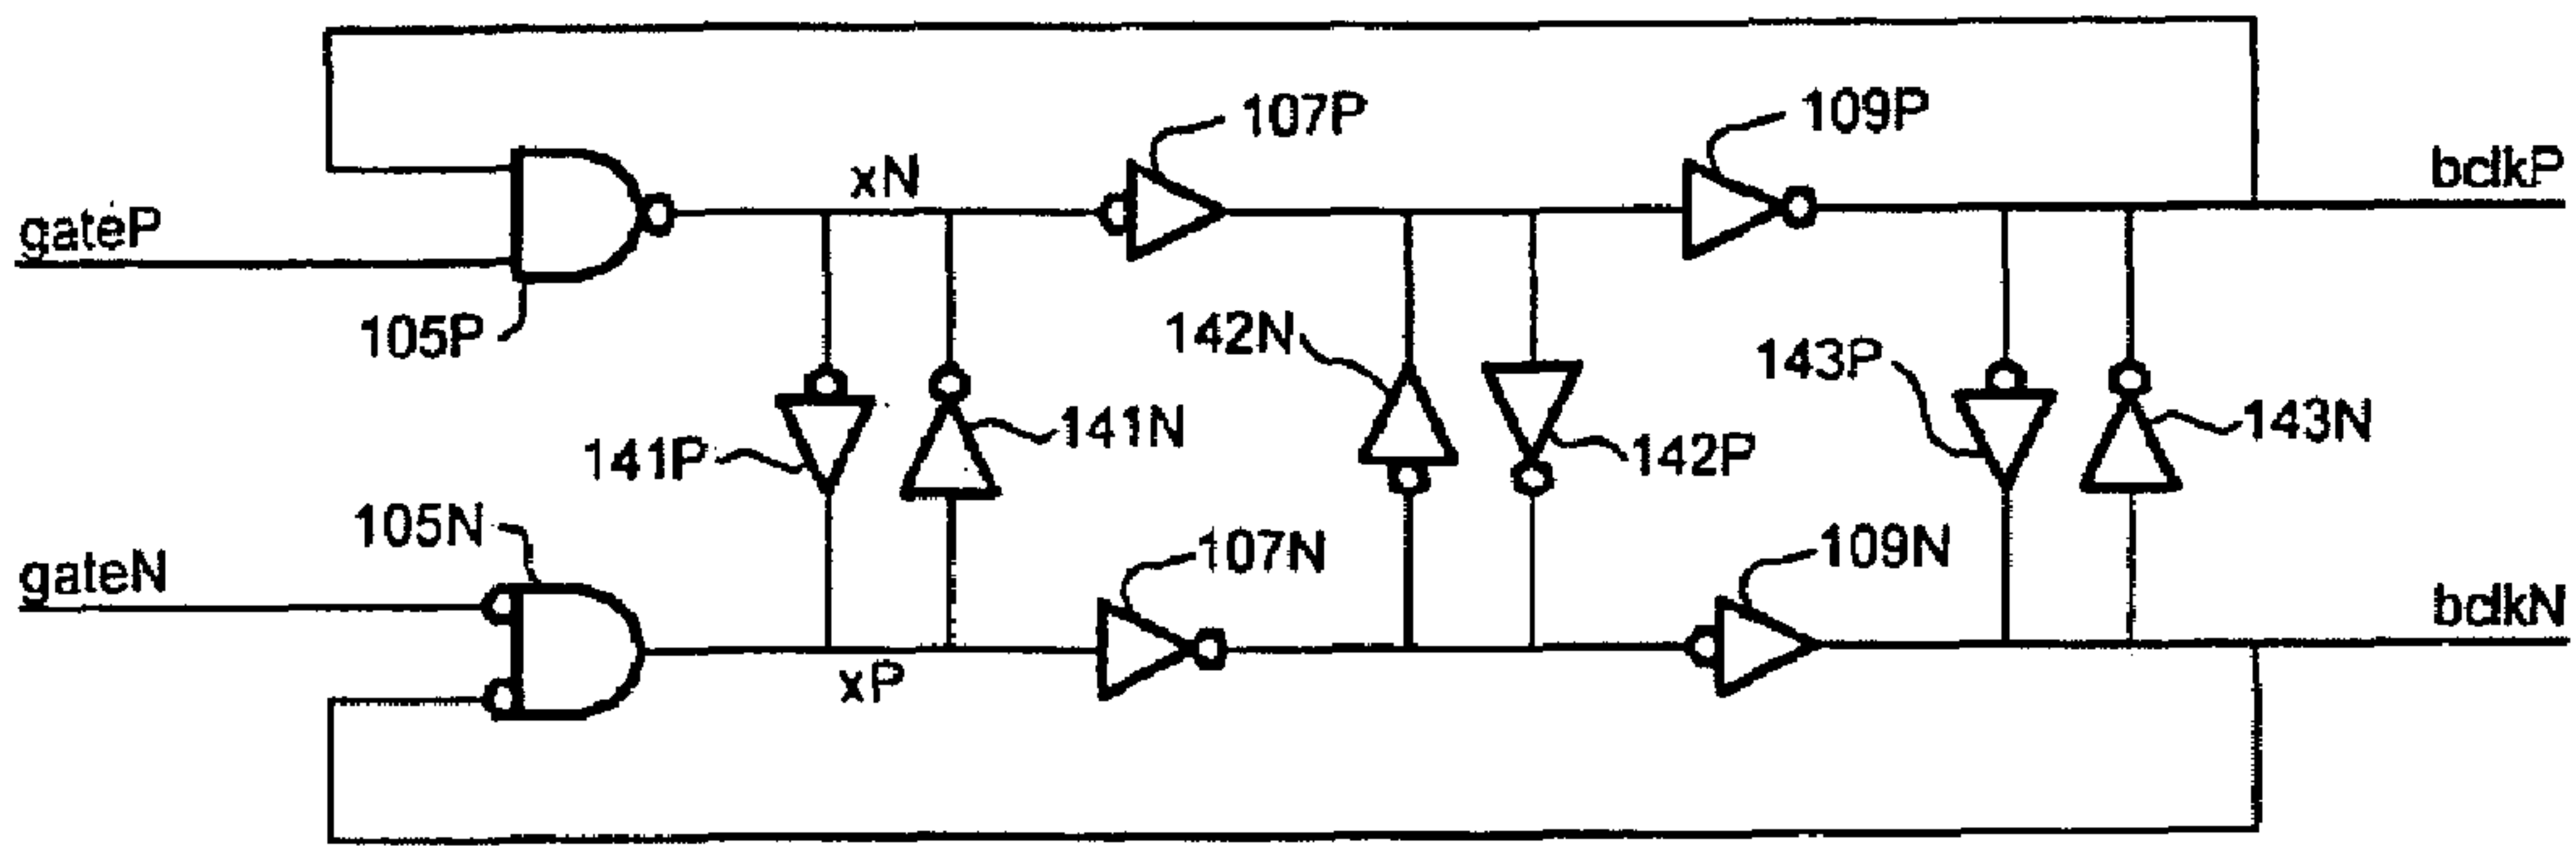 107P
109P
xN
bclkP
gateP
105P
142N
143P
141P
141N
142P
143N
105N
107N
109N
gateN
bclkN
xP